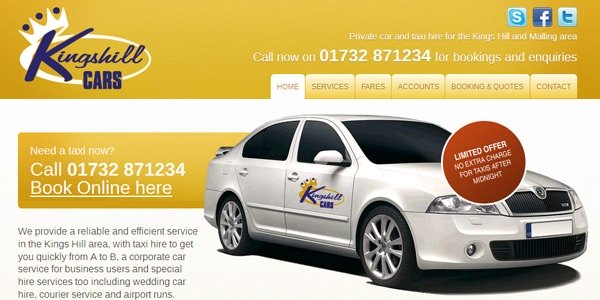 Kingshill
CARS
Private car and taxi hire for the Kings Hill and Malling area
Call now on 01732 871234 for bookings and enquiries
HOME SERVICES FARES ACCOUNTS BOOKING & QUOTES CONTACT
Need a taxi now?
Call 01732 871234
Book Online here
LIMITED OFFER
NO EXTRA CHARGE
FOR TAXIS AFTER
MIDNIGHT
Kingshill
CARS
We provide a reliable and efficient service
in the Kings Hill area, with taxi hire to get
you quickly from A to B, a corporate car
service for business users and special
hire services too including wedding car
hire, courier service and airport runs.